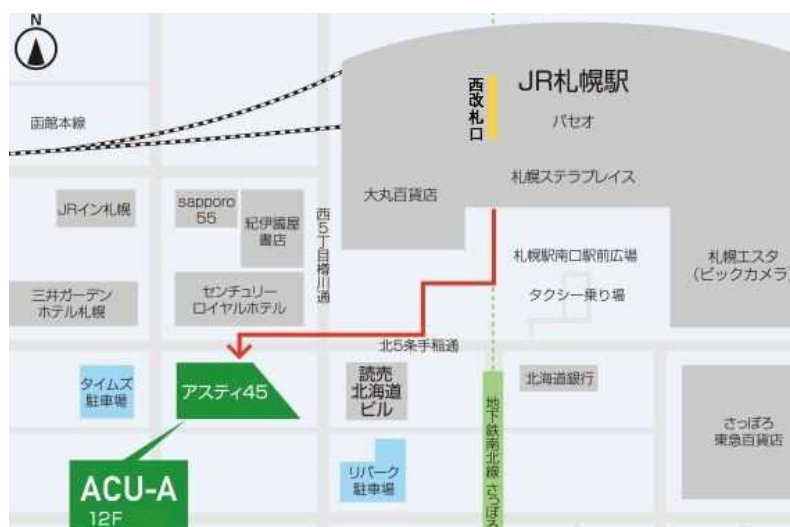 N
JR札幌駅
西改札口
パセオ
函館本線
札幌ステラプレイス
大丸百貨店
JRイン札幌
sapporo
55
紀伊國屋
書店
西5丁目樽川通
札幌駅南口駅前広場
札幌エスタ
(ビックカメラ)
タクシー乗り場
三井ガーデン
ホテル札幌
センチュリー
ロイヤルホテル
北5条手稲通
タイムズ
駐車場
アスティ45
読売
北海道
ビル
北海道銀行
地下鉄南北線 さっぽろ
さっぽろ
東急百貨店
リパーク
駐車場
ACU-A
12F